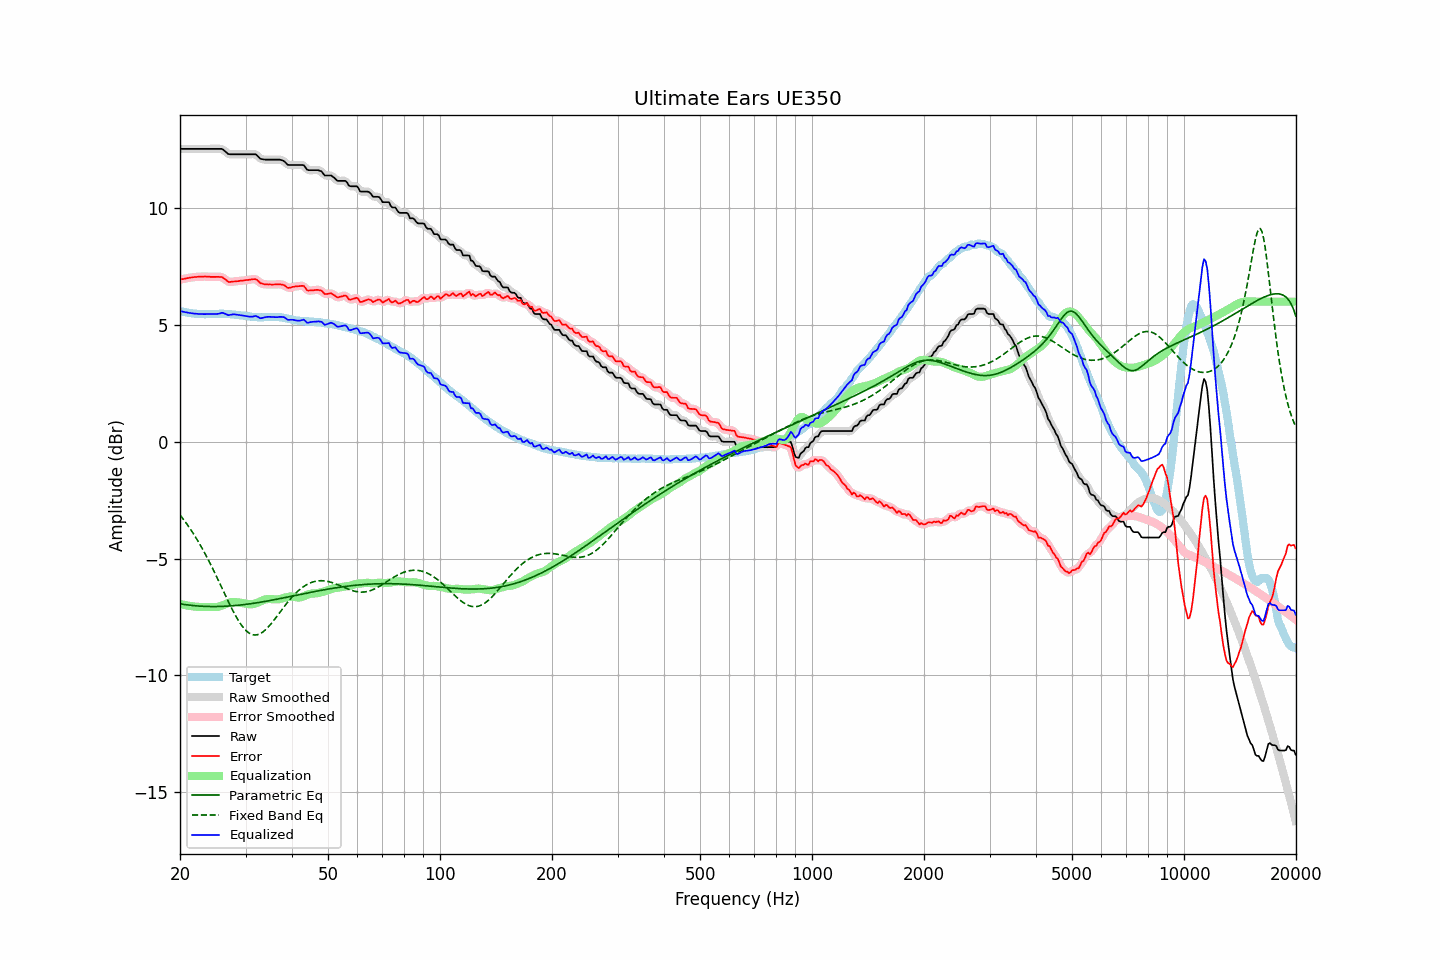 Ultimate Ears UE350
Amplitude (dBr)
10
5
0
−5
−10
−15
Target
Raw Smoothed
Error Smoothed
Raw
Error
Equalization
Parametric Eq
Fixed Band Eq
Equalized
20 50 100 200 500 1000 2000 5000 10000 20000
Frequency (Hz)